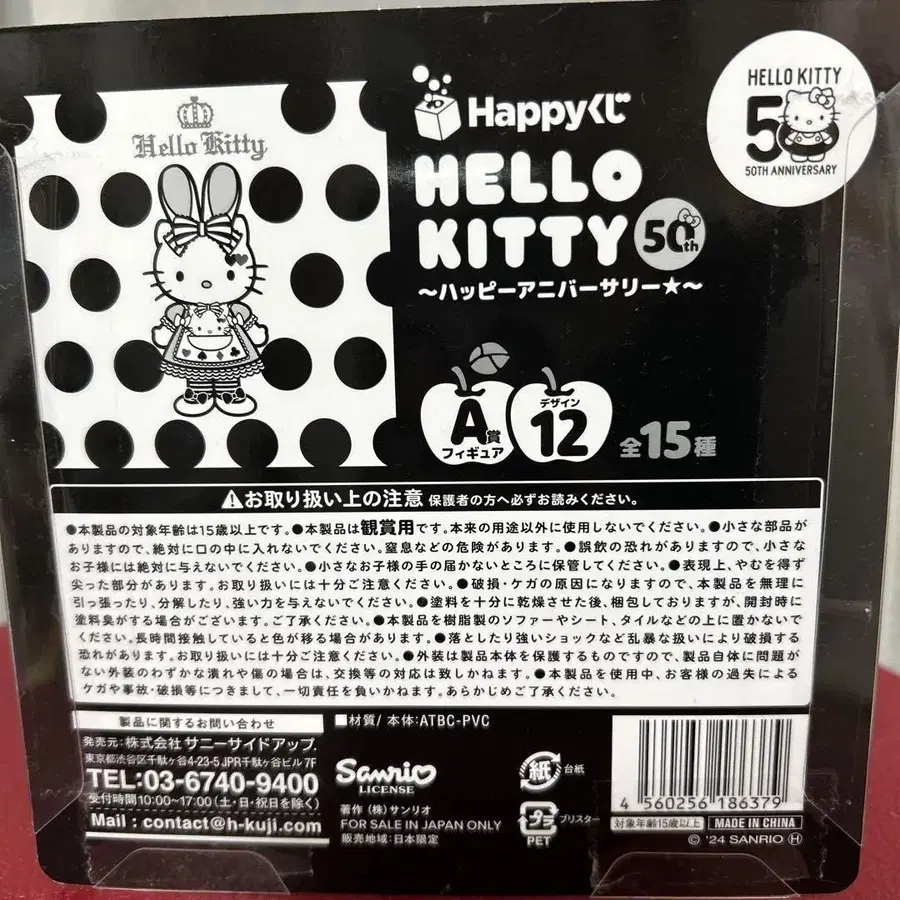 Hello Kitty
Happyくじ
HELLO KITTY
50
50TH ANNIVERSARY
HELLO
KITTY 50th
～ハッピーアニバーサリー★～
A賞
フィギュア
デザイン
12
全15種
⚠お取り扱い上の注意 保護者の方へ必ずお読みください。
●本製品の対象年齢は15歳以上です。●本製品は観賞用です。本来の用途以外に使用しないでください。●小さな部品が
ありますので、絶対に口の中に入れないでください。窒息などの危険があります。●誤飲の恐れがありますので、小さな
お子様には絶対に与えないでください。●小さなお子様の手の届かないところに保管してください。●表現上、やむを得ず
尖った部分があります。お取り扱いには十分ご注意ください。●破損・ケガの原因になりますので、本製品を無理に
引っ張ったり、分解したり、強い力を与えないでください。●塗料を十分に乾燥させた後、梱包しておりますが、開封時に
塗料臭がする場合がございます。ご了承ください。●本製品を樹脂製のソファーやシート、タイルなどの上に置かないで
ください。長時間接触していると色が移る場合があります。●落としたり強いショックなど乱暴な扱いにより破損する
恐れがあります。お取り扱いには十分ご注意ください。●外装は製品本体を保護するものですので、製品自体に問題が
ない外装のわずかな潰れや傷の場合は、交換等の対応は致しかねます。●本製品を使用中、お客様の過失による
ケガや事故・破損等につきまして、一切責任を負いかねます。あらかじめご了承ください。
製品に関するお問い合わせ
発売元:株式会社 サニーサイドアップ.
東京都渋谷区千駄ヶ谷4-23-5 JPR千駄ヶ谷ビル 7F
TEL:03-6740-9400
受付時間10:00～17:00(土・日・祝日を除く)
Mail : contact@h-kuji.com
■材質/ 本体:ATBC-PVC
Sanrio
LICENSE
著作 (株)サンリオ
FOR SALE IN JAPAN ONLY
販売地域:日本限定
紙 台紙
プラ ブリスター
PET
4 560256 186379
対象年齢15歳以上 MADE IN CHINA
© '24 SANRIO Ⓗ